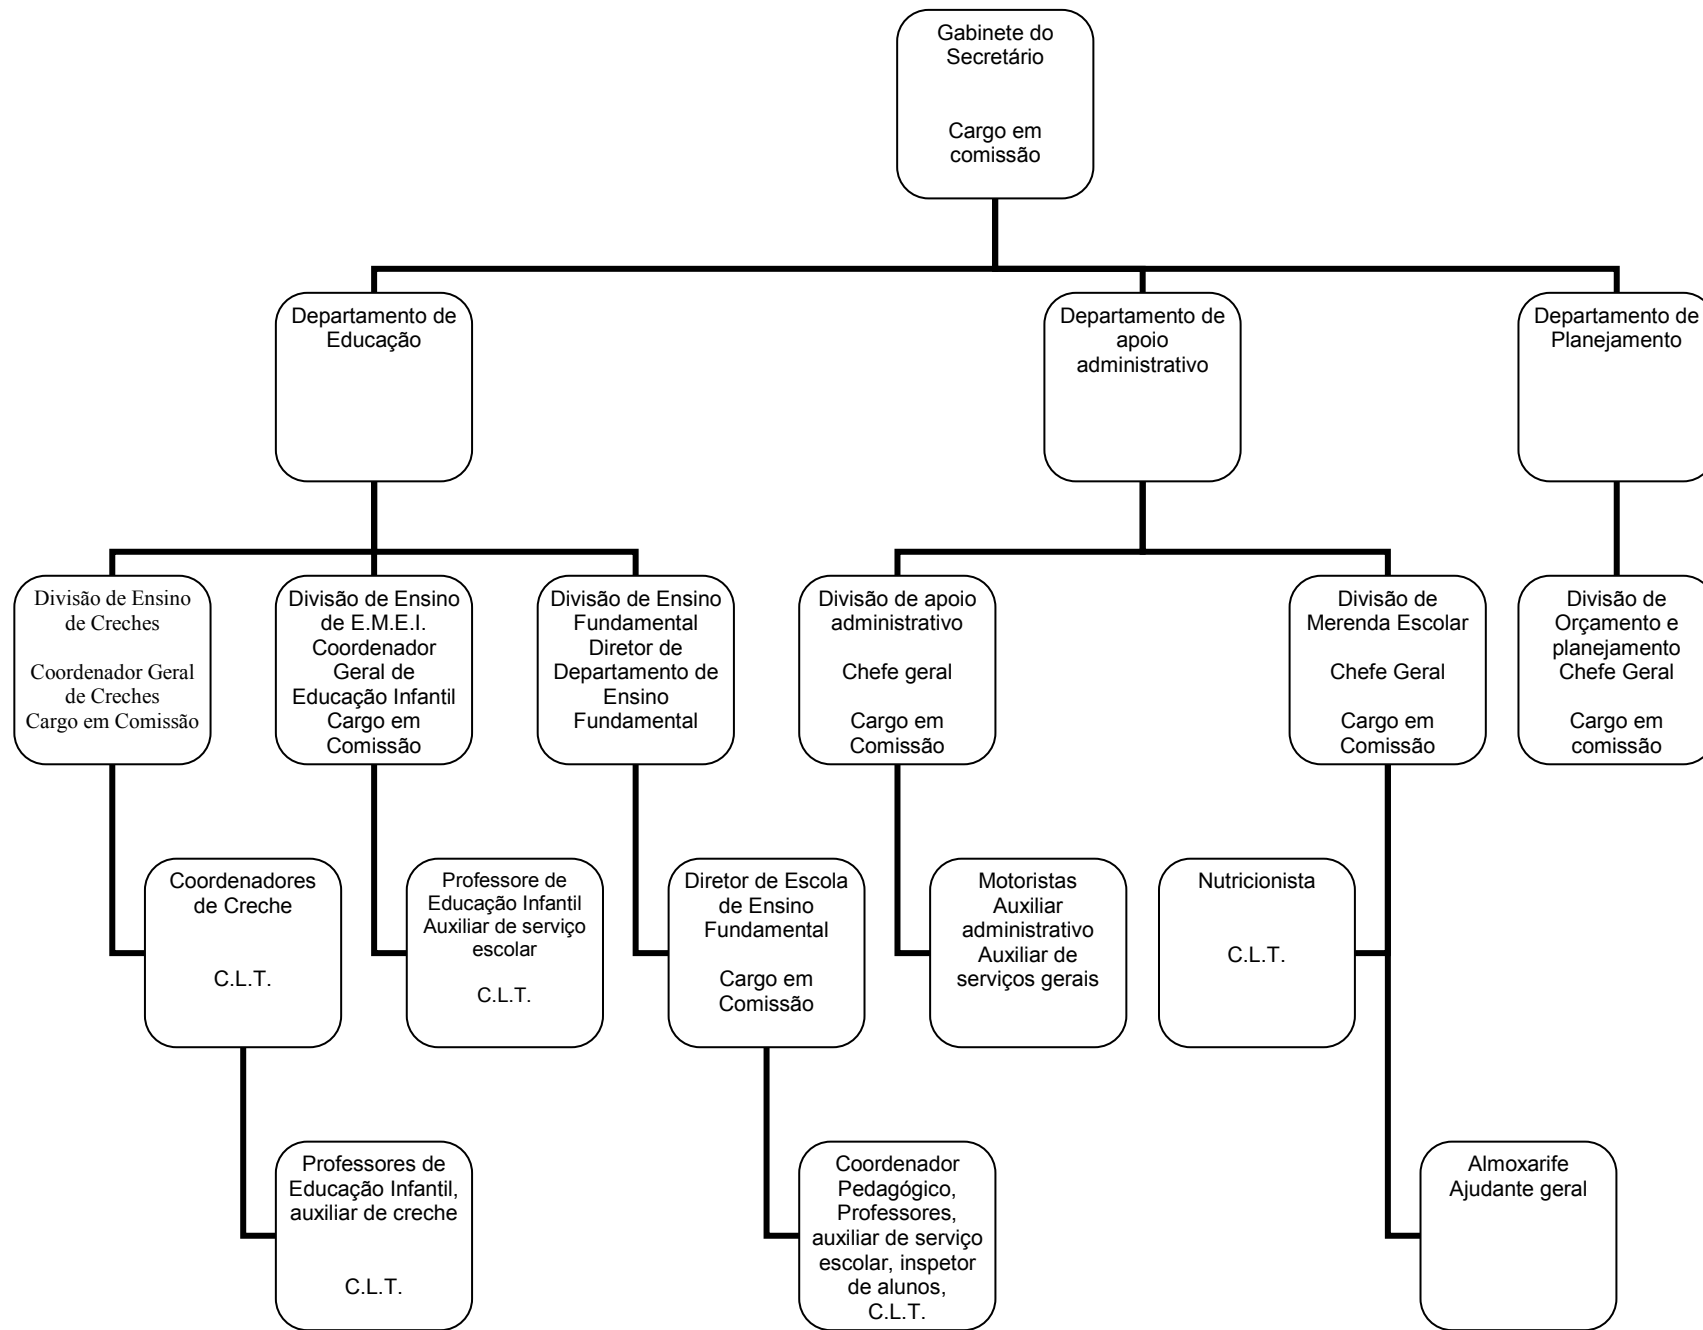 Gabinete do
Secretário
Cargo em
comissão
Departamento de
Educação
Departamento de
apoio
administrativo
Departamento de
Planejamento
Divisão de Ensino
de Creches
Coordenador Geral
de Creches
Cargo em Comissão
Divisão de Ensino
de E.M.E.I.
Coordenador
Geral de
Educação Infantil
Cargo em
Comissão
Divisão de Ensino
Fundamental
Diretor de
Departamento de
Ensino
Fundamental
Divisão de apoio
administrativo
Chefe geral
Cargo em
Comissão
Divisão de
Merenda Escolar
Chefe Geral
Cargo em
Comissão
Divisão de
Orçamento e
planejamento
Chefe Geral
Cargo em
comissão
Coordenadores
de Creche
C.L.T.
Professore de
Educação Infantil
Auxiliar de serviço
escolar
C.L.T.
Diretor de Escola
de Ensino
Fundamental
Cargo em
Comissão
Motoristas
Auxiliar
administrativo
Auxiliar de
serviços gerais
Nutricionista
C.L.T.
Professores de
Educação Infantil,
auxiliar de creche
C.L.T.
Coordenador
Pedagógico,
Professores,
auxiliar de serviço
escolar, inspetor
de alunos,
C.L.T.
Almoxarife
Ajudante geral